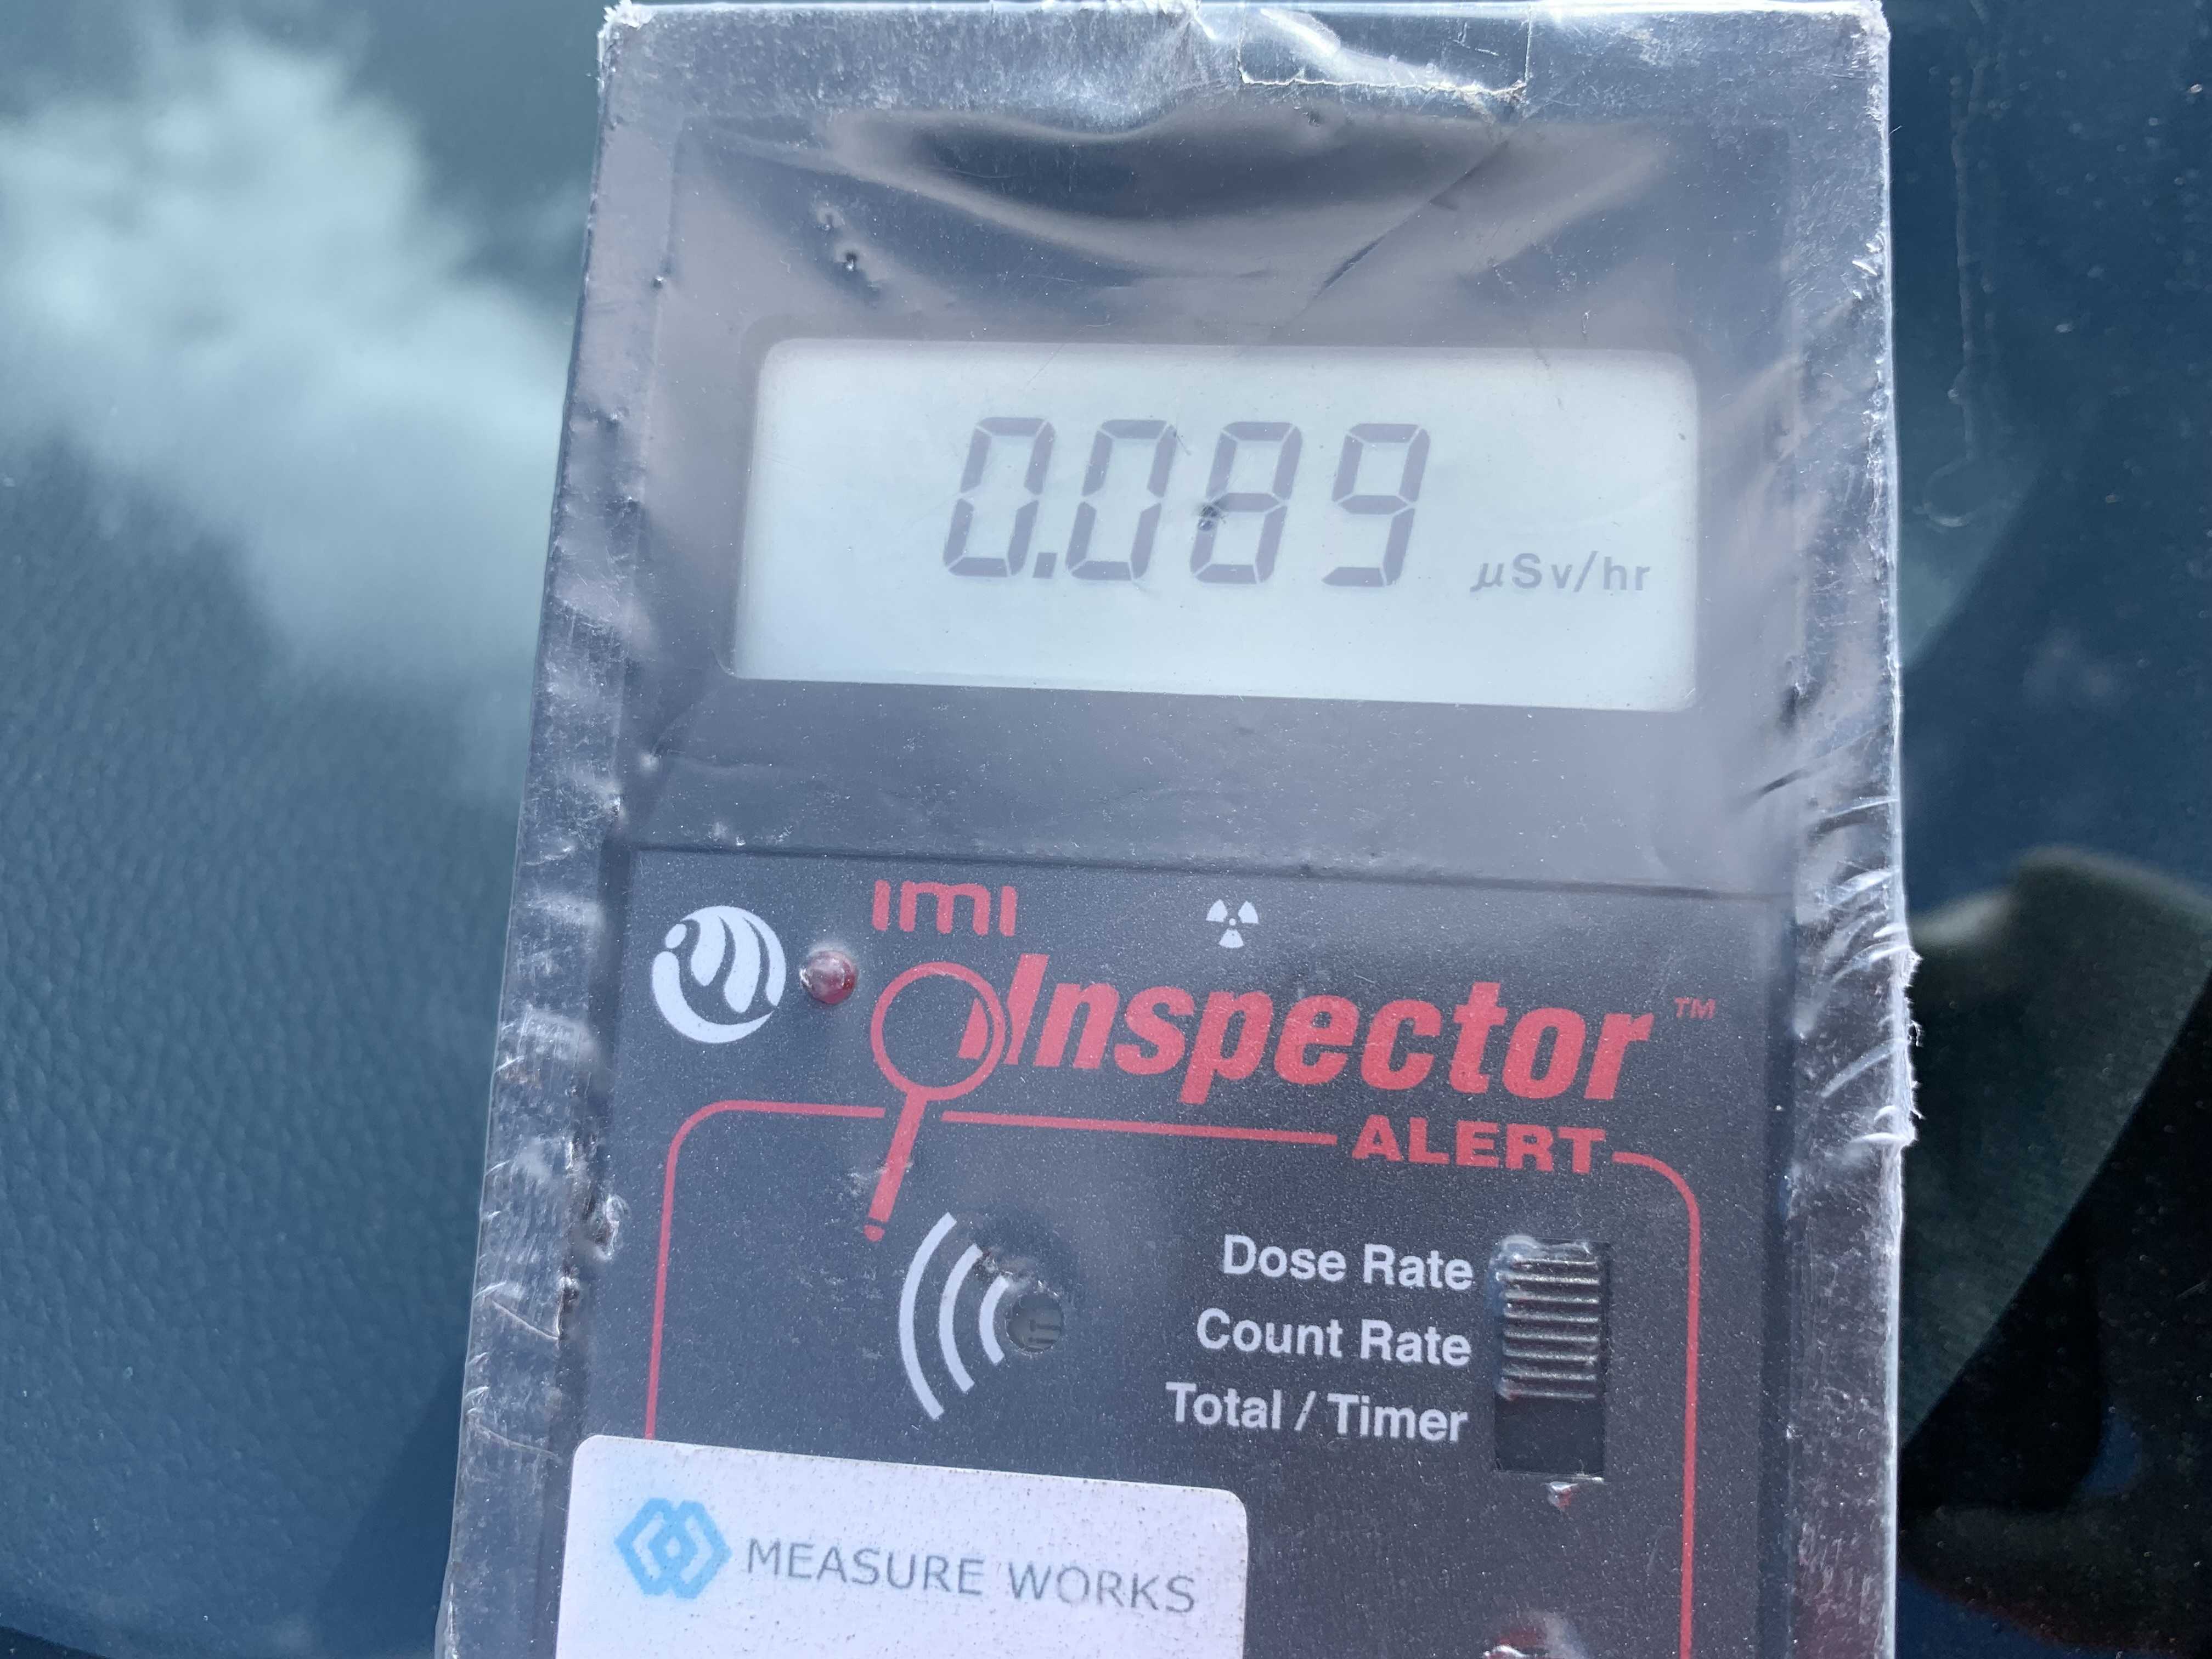 0.089 µSv/hr
imi
Inspector™
ALERT
Dose Rate
Count Rate
Total / Timer
MEASURE WORKS